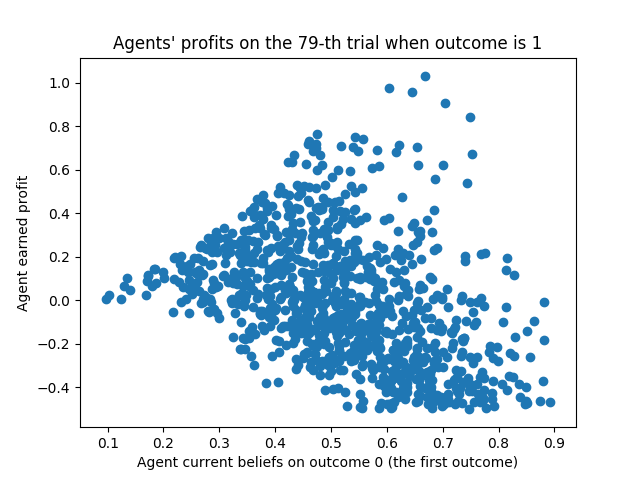 Agents' profits on the 79-th trial when outcome is 1
1.0
0.8
0.6
0.4
0.2
0.0
−0.2
−0.4
Agent earned profit
0.1 0.2 0.3 0.4 0.5 0.6 0.7 0.8 0.9
Agent current beliefs on outcome 0 (the first outcome)